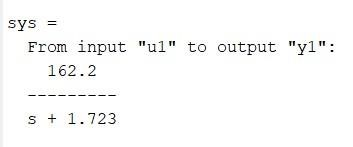 sys =
From input "u1" to output "y1":
162.2
---------
s + 1.723